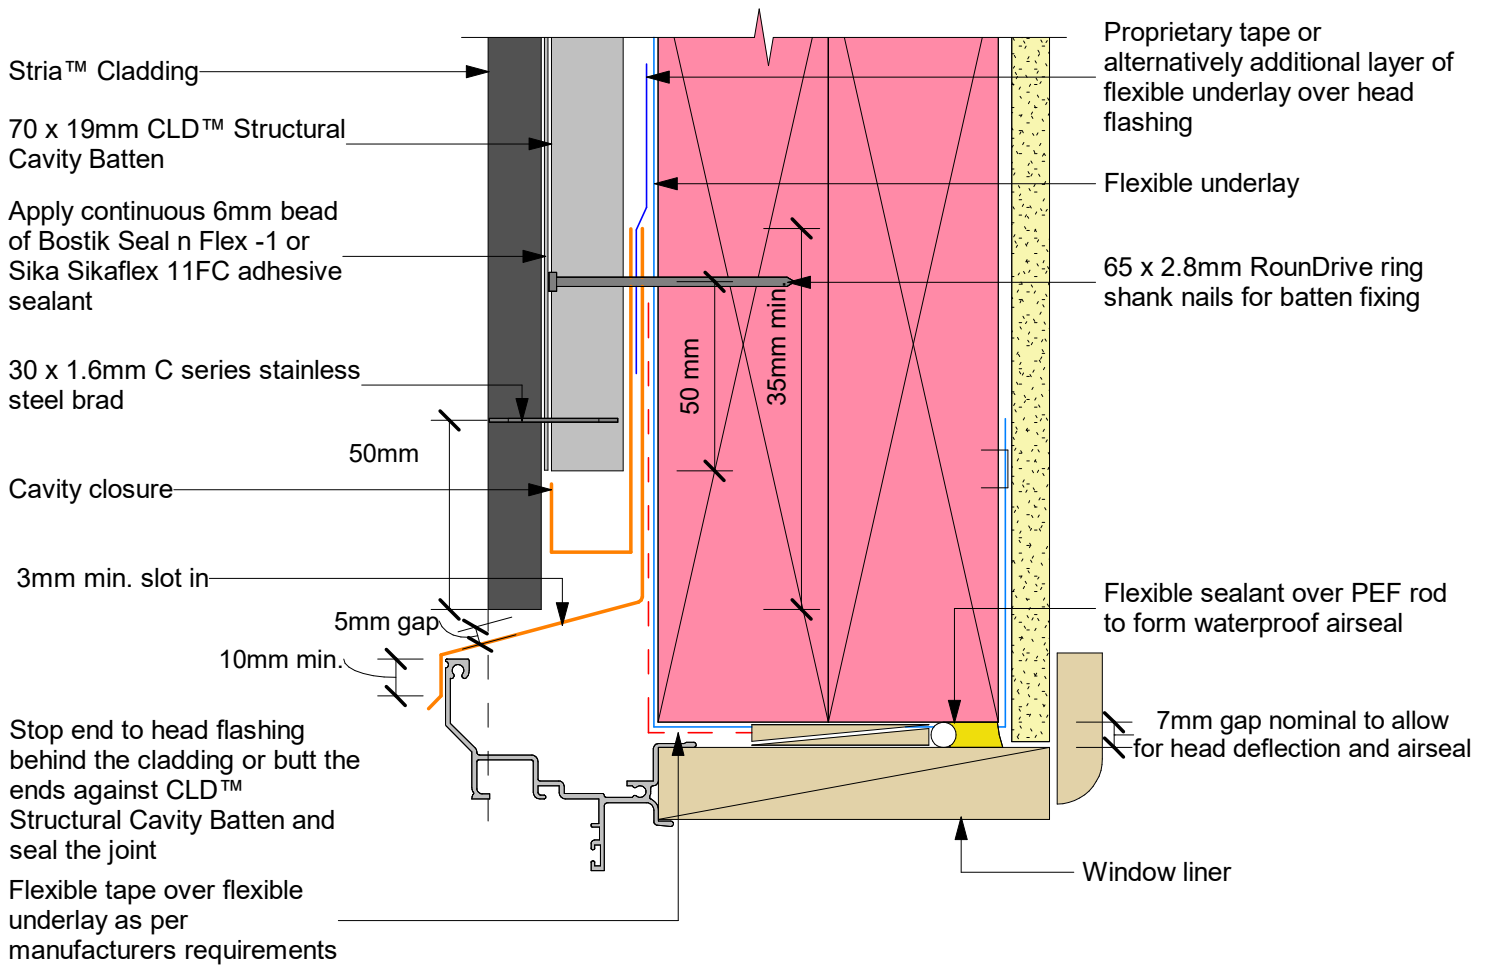 Stria™ Cladding
70 x 19mm CLD™ Structural
Cavity Batten
Apply continuous 6mm bead
of Bostik Seal n Flex -1 or
Sika Sikaflex 11FC adhesive
sealant
30 x 1.6mm C series stainless
steel brad
50mm
Cavity closure
3mm min. slot in
5mm gap
10mm min.
Stop end to head flashing
behind the cladding or butt the
ends against CLD™
Structural Cavity Batten and
seal the joint
Flexible tape over flexible
underlay as per
manufacturers requirements
50 mm
35mm min.
Proprietary tape or
alternatively additional layer of
flexible underlay over head
flashing
Flexible underlay
65 x 2.8mm RounDrive ring
shank nails for batten fixing
Flexible sealant over PEF rod
to form waterproof airseal
7mm gap nominal to allow
for head deflection and airseal
Window liner